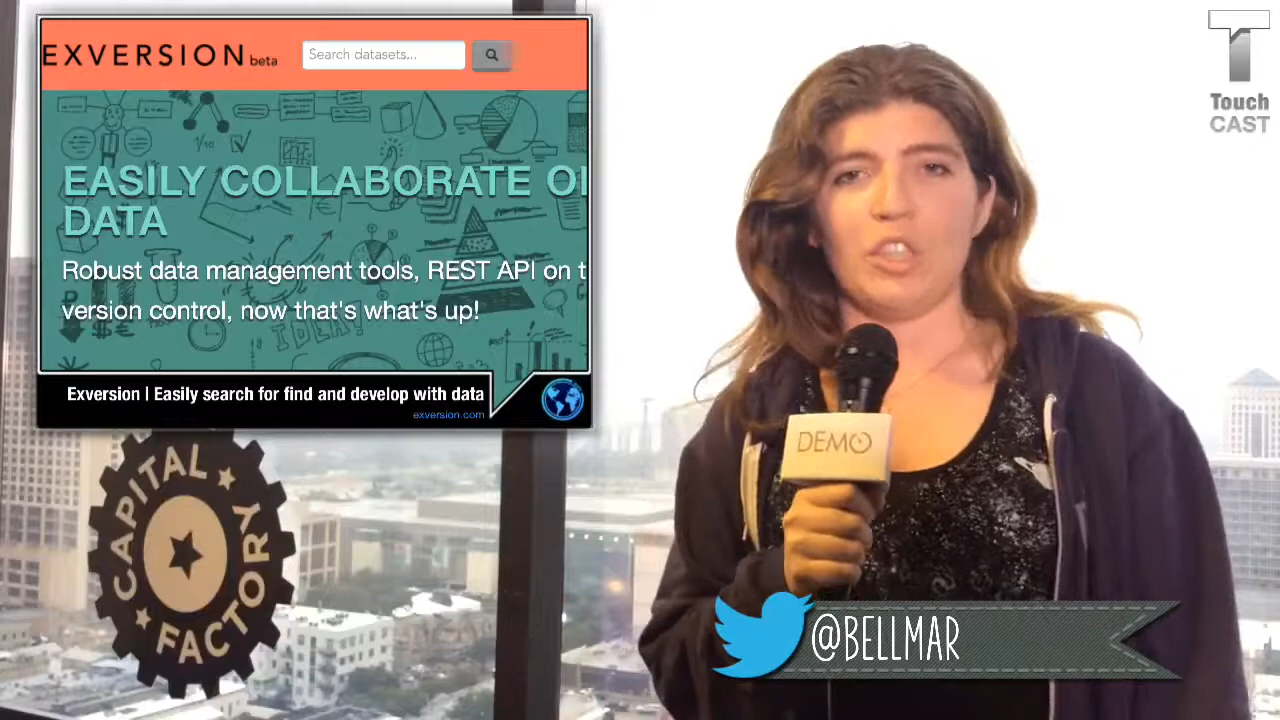 EXVERSION beta
Search datasets...
EASILY COLLABORATE
DATA
Robust data management tools, REST API on
version control, now that's what's up!
Exversion | Easily search for find and develop with data
exversion.com
Touch
CAST
CAPITAL
FACTORY
DEMO
@BELLMAR